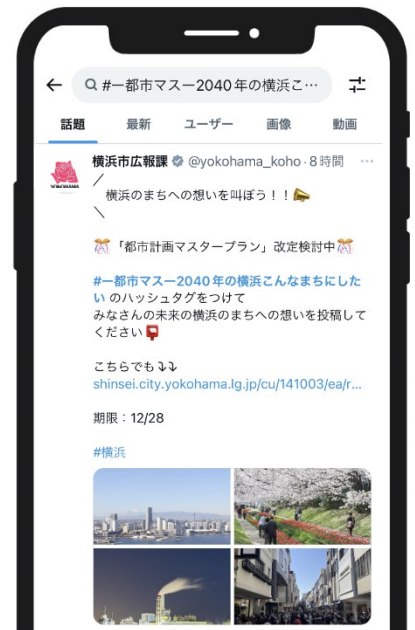 #一都市マスー2040年の横浜こ…
話題 最新 ユーザー 画像 動画
横浜市広報課 @yokohama_koho·8時間 …
／
横浜のまちへの想いを叫ぼう！！📣
＼
🎊「都市計画マスタープラン」改定検討中🎊
#一都市マスー2040年の横浜こんなまちにした
い のハッシュタグをつけて
みなさんの未来の横浜のまちへの想いを投稿して
ください📮
こちらでも⤵⤵
shinsei.city.yokohama.lg.jp/cu/141003/ea/r...
期限：12/28
#横浜